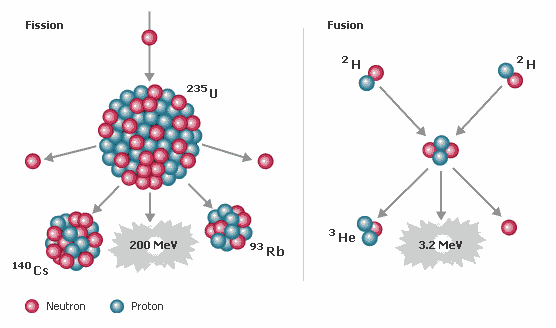 Fission
Fusion
²³⁵U
²H
²H
¹⁴⁰Cs
200 MeV
⁹³Rb
³He
3.2 MeV
Neutron
Proton